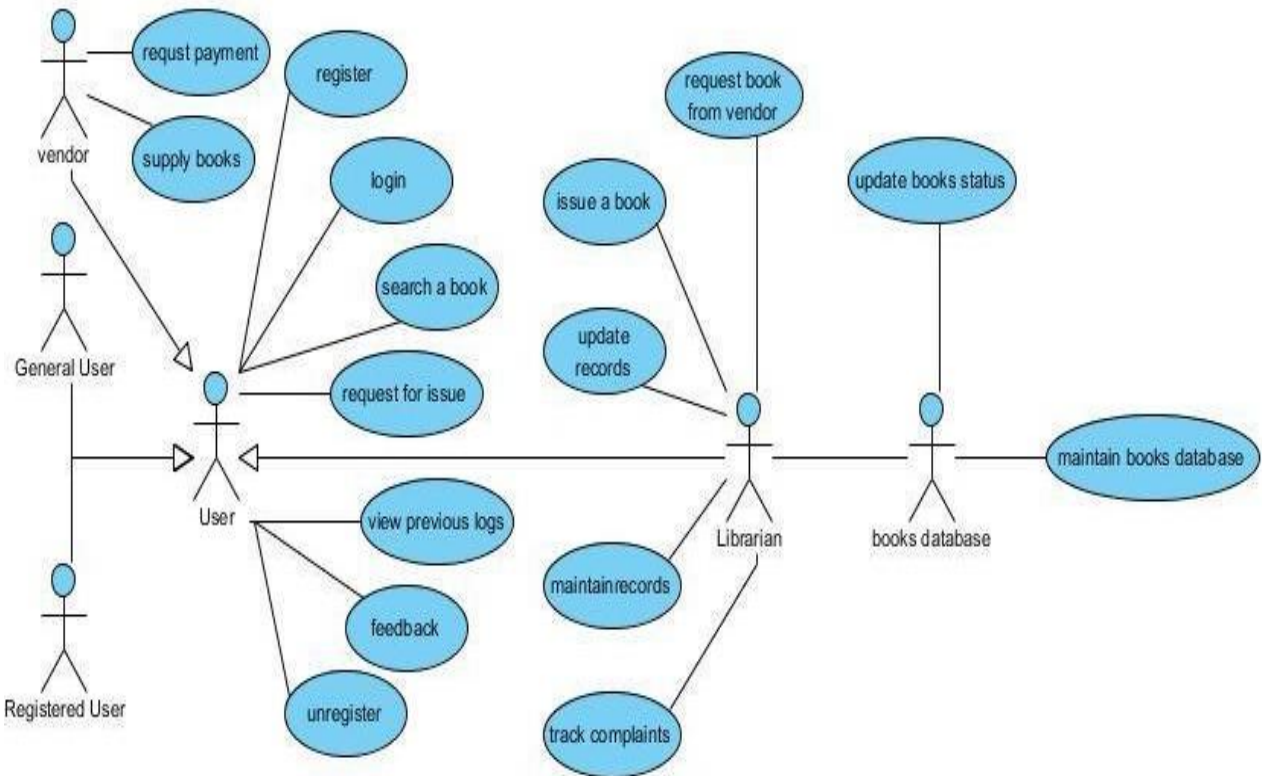 requst payment
register
request book
from vendor
vendor
supply books
login
issue a book
update books status
search a book
General User
update
records
request for issue
maintain books database
User
view previous logs
Librarian
books database
maintainrecords
feedback
Registered User
unregister
track complaints